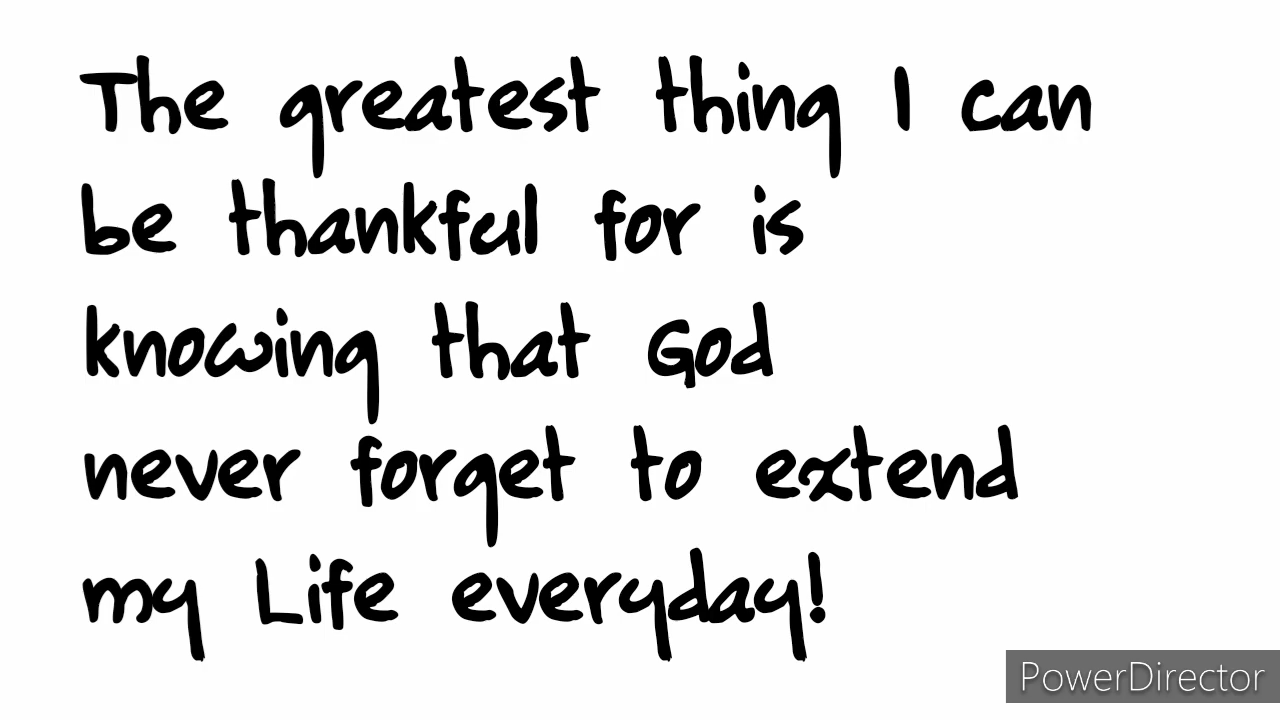 The greatest thing I can
be thankful for is
knowing that God
never forget to extend
my Life everyday!
PowerDirector